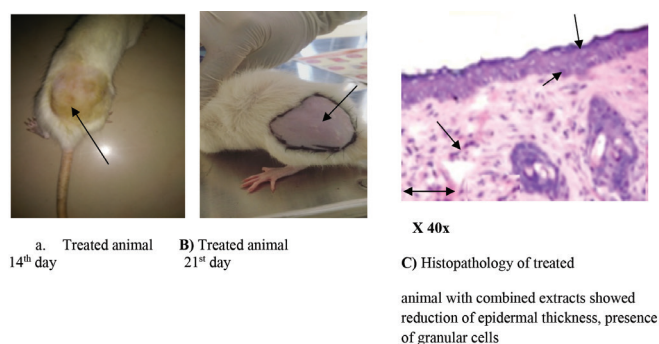 a. Treated animal
14th day
B) Treated animal
21st day
X 40x
C) Histopathology of treated
animal with combined extracts showed
reduction of epidermal thickness, presence
of granular cells